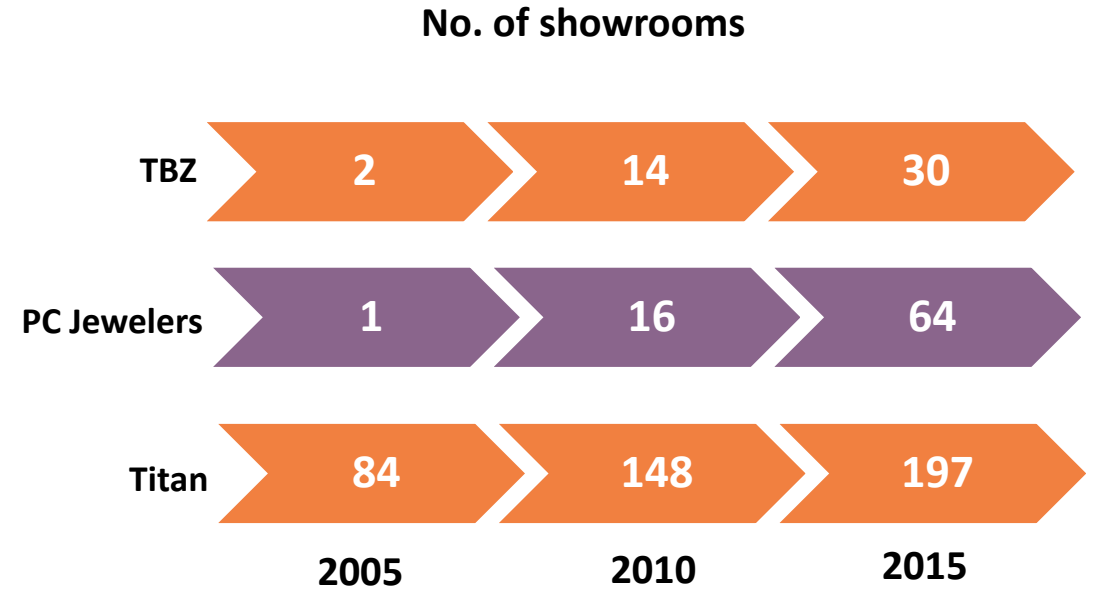 No. of showrooms
TBZ 2 14 30
PC Jewelers 1 16 64
Titan 84 148 197
2005 2010 2015